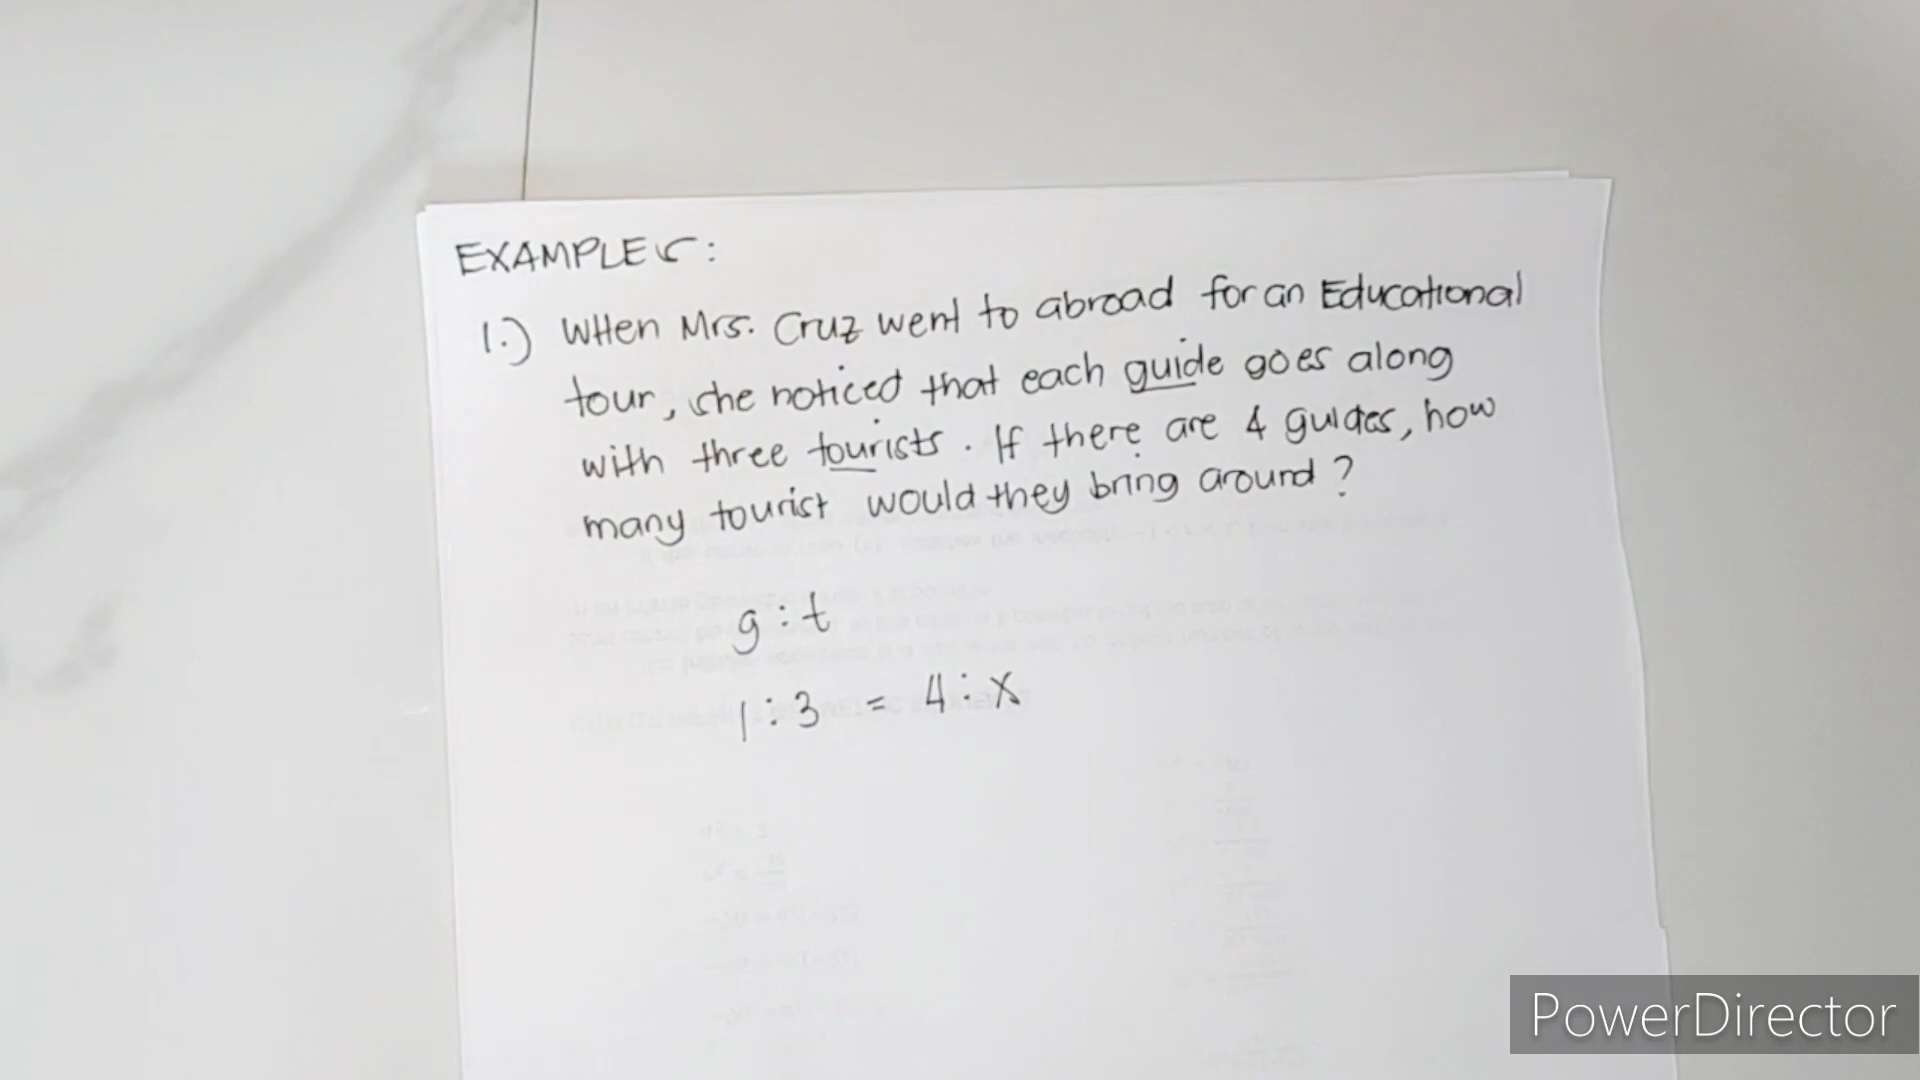 EXAMPLES:
1.) WHen Mrs. Cruz went to abroad for an Educational
tour, she noticed that each guide goes along
with three tourists. If there are 4 guides, how
many tourist would they bring around?
g:t
1:3 = 4:x
PowerDirector